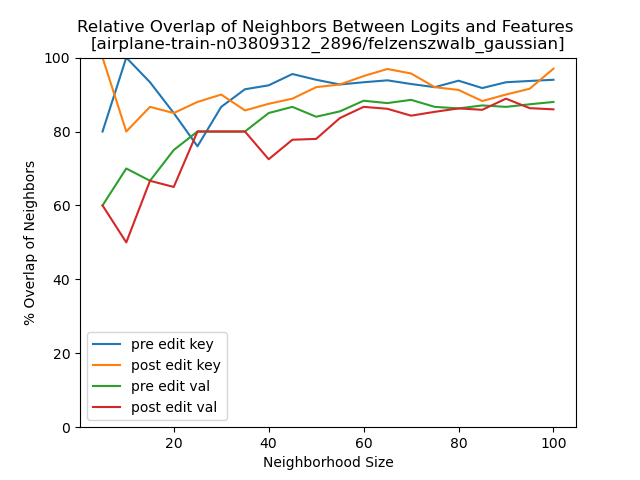 Relative Overlap of Neighbors Between Logits and Features
[airplane-train-n03809312_2896/felzenszwalb_gaussian]
100
80
60
40
20
0
% Overlap of Neighbors
pre edit key
post edit key
pre edit val
post edit val
20 40 60 80 100
Neighborhood Size